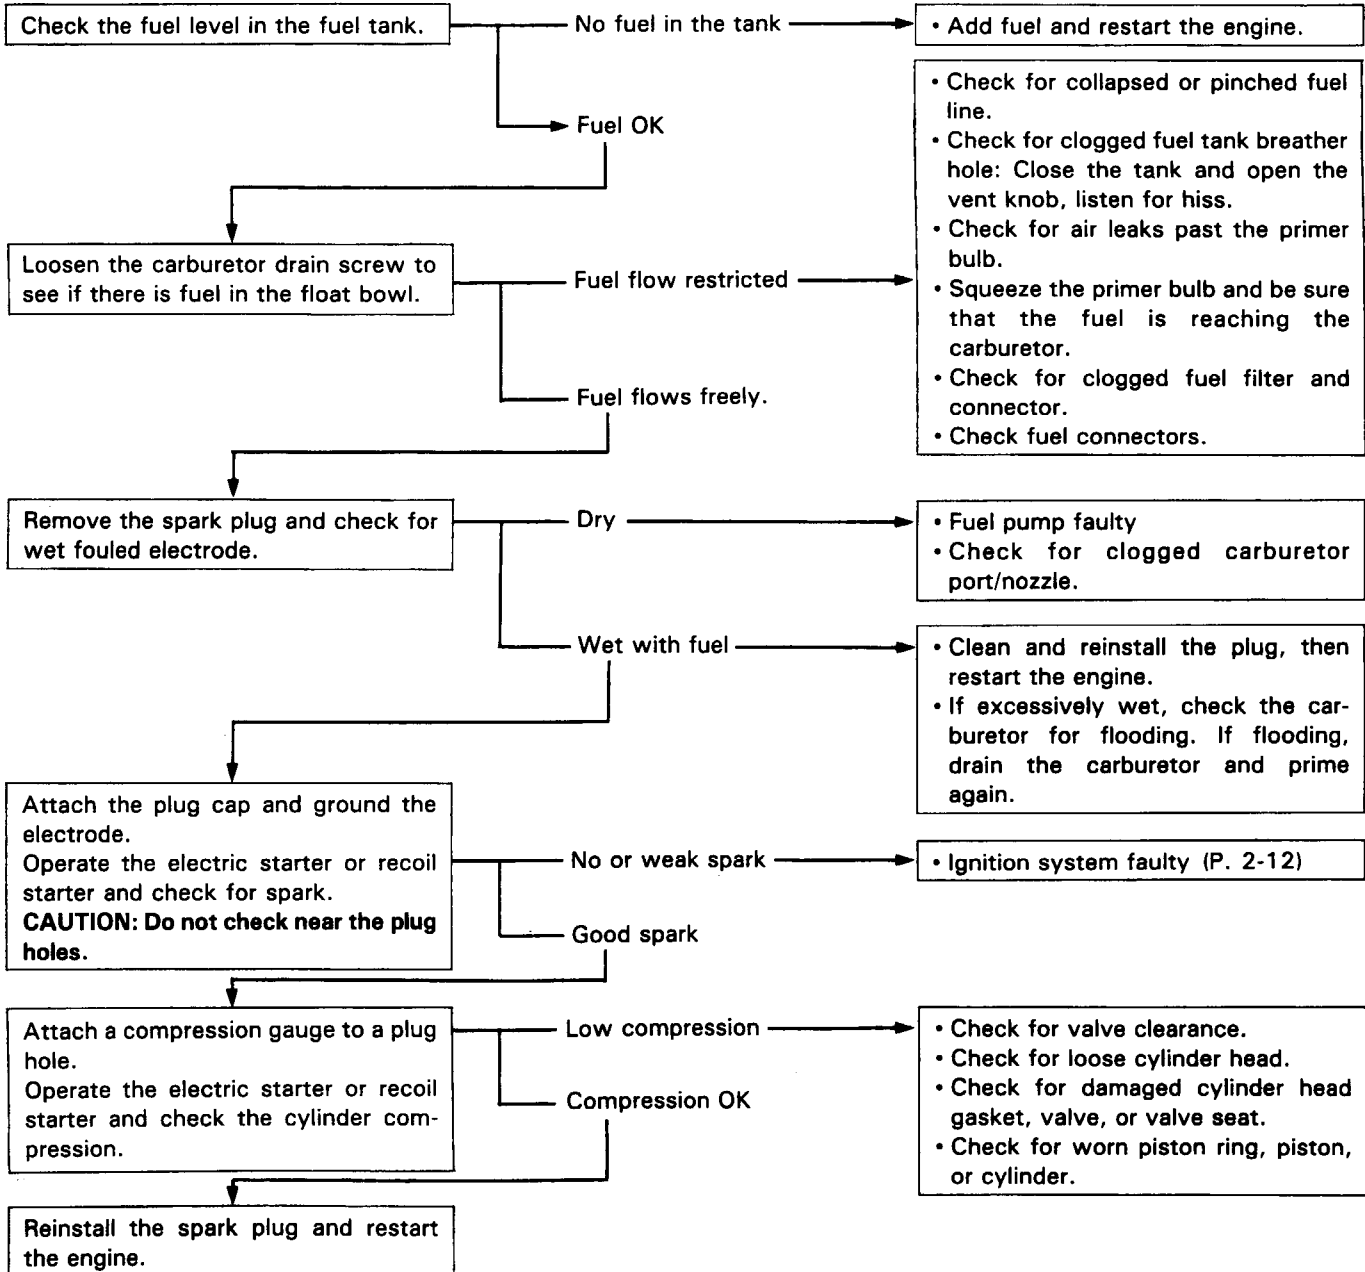 Check the fuel level in the fuel tank.
No fuel in the tank
• Add fuel and restart the engine.
Fuel OK
• Check for collapsed or pinched fuel
line.
• Check for clogged fuel tank breather
hole: Close the tank and open the
vent knob, listen for hiss.
• Check for air leaks past the primer
bulb.
• Squeeze the primer bulb and be sure
that the fuel is reaching the
carburetor.
• Check for clogged fuel filter and
connector.
• Check fuel connectors.
Loosen the carburetor drain screw to
see if there is fuel in the float bowl.
Fuel flow restricted
Fuel flows freely.
Remove the spark plug and check for
wet fouled electrode.
Dry
• Fuel pump faulty
• Check for clogged carburetor
port/nozzle.
Wet with fuel
• Clean and reinstall the plug, then
restart the engine.
• If excessively wet, check the car-
buretor for flooding. If flooding,
drain the carburetor and prime
again.
Attach the plug cap and ground the
electrode.
Operate the electric starter or recoil
starter and check for spark.
CAUTION: Do not check near the plug
holes.
No or weak spark
• Ignition system faulty (P. 2-12)
Good spark
Attach a compression gauge to a plug
hole.
Operate the electric starter or recoil
starter and check the cylinder com-
pression.
Low compression
• Check for valve clearance.
• Check for loose cylinder head.
• Check for damaged cylinder head
gasket, valve, or valve seat.
• Check for worn piston ring, piston,
or cylinder.
Compression OK
Reinstall the spark plug and restart
the engine.